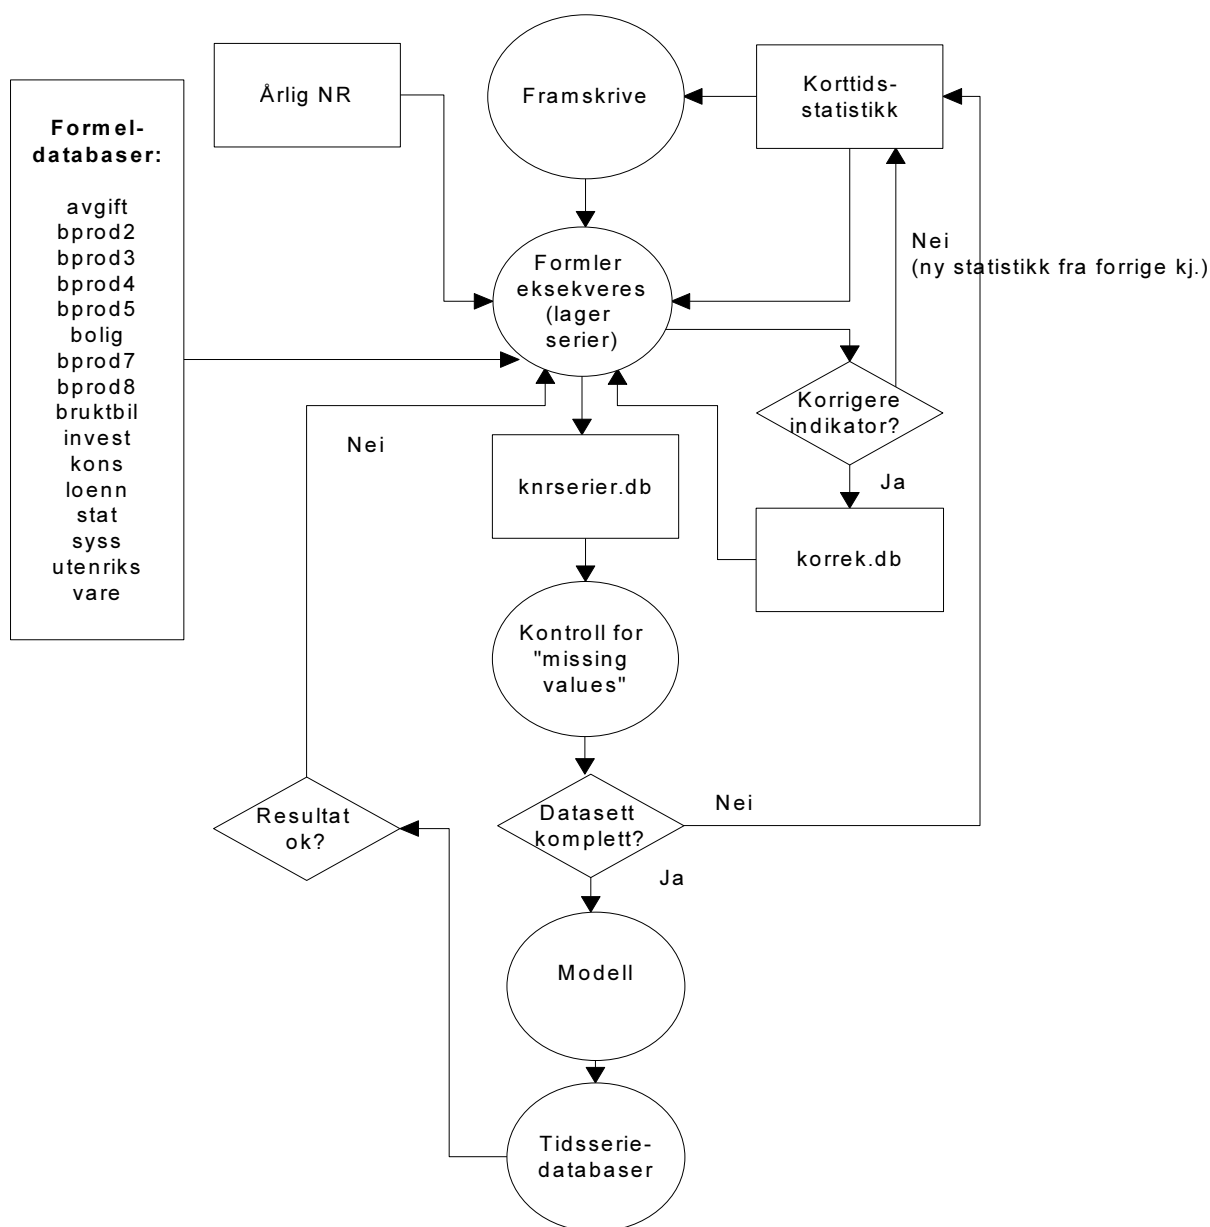 Formel-
databaser:
avgift
bprod2
bprod3
bprod4
bprod5
bolig
bprod7
bprod8
bruktbil
invest
kons
loenn
stat
syss
utenriks
vare
Årlig NR
Framskrive
Korttids-
statistikk
Formler
eksekveres
(lager
serier)
Nei
(ny statistikk fra forrige kj.)
Korrigere
indikator?
Ja
korrek.db
Nei
knrserier.db
Kontroll for
"missing
values"
Resultat
ok?
Datasett
komplett?
Nei
Ja
Modell
Tidsserie-
databaser